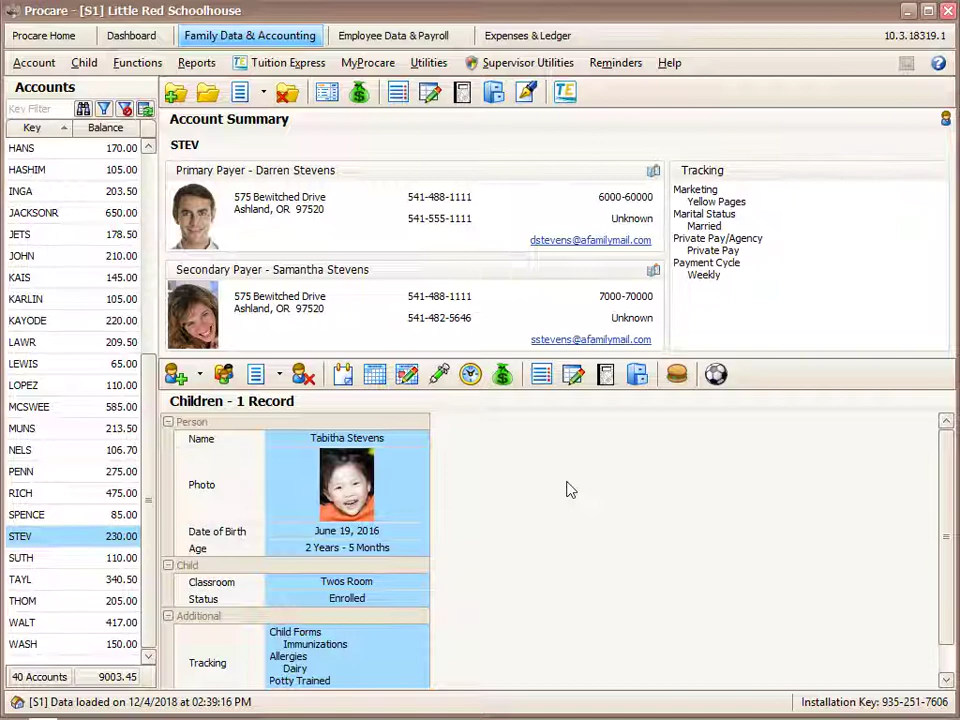 Procare - [S1] Little Red Schoolhouse
Procare Home Dashboard Family Data & Accounting Employee Data & Payroll Expenses & Ledger 10.3.18319.1
Account Child Functions Reports TE Tuition Express MyProcare Utilities Supervisor Utilities Reminders Help
Accounts
Key Filter
Key Balance
HANS 170.00
HASHIM 105.00
INGA 203.50
JACKSONR 650.00
JETS 178.50
JOHN 210.00
KAIS 145.00
KARLIN 105.00
KAYODE 220.00
LAWR 209.50
LEWIS 65.00
LOPEZ 110.00
MCSWEE 585.00
MUNS 213.50
NELS 106.70
PENN 275.00
RICH 475.00
SPENCE 85.00
STEV 230.00
SUTH 110.00
TAYL 340.50
THOM 205.00
WALT 417.00
WASH 150.00
40 Accounts 9003.45
TE
Account Summary
STEV
Primary Payer - Darren Stevens
575 Bewitched Drive 541-488-1111 6000-60000
Ashland, OR 97520
541-555-1111 Unknown
dstevens@afamilymail.com
Secondary Payer - Samantha Stevens
575 Bewitched Drive 541-488-1111 7000-70000
Ashland, OR 97520
541-482-5646 Unknown
sstevens@afamilymail.com
Tracking
Marketing
Yellow Pages
Marital Status
Married
Private Pay/Agency
Private Pay
Payment Cycle
Weekly
Children - 1 Record
Person
Name Tabitha Stevens
Photo
Date of Birth June 19, 2016
Age 2 Years - 5 Months
Child
Classroom Twos Room
Status Enrolled
Additional
Tracking
Child Forms
Immunizations
Allergies
Dairy
Potty Trained
[S1] Data loaded on 12/4/2018 at 02:39:16 PM Installation Key: 935-251-7606